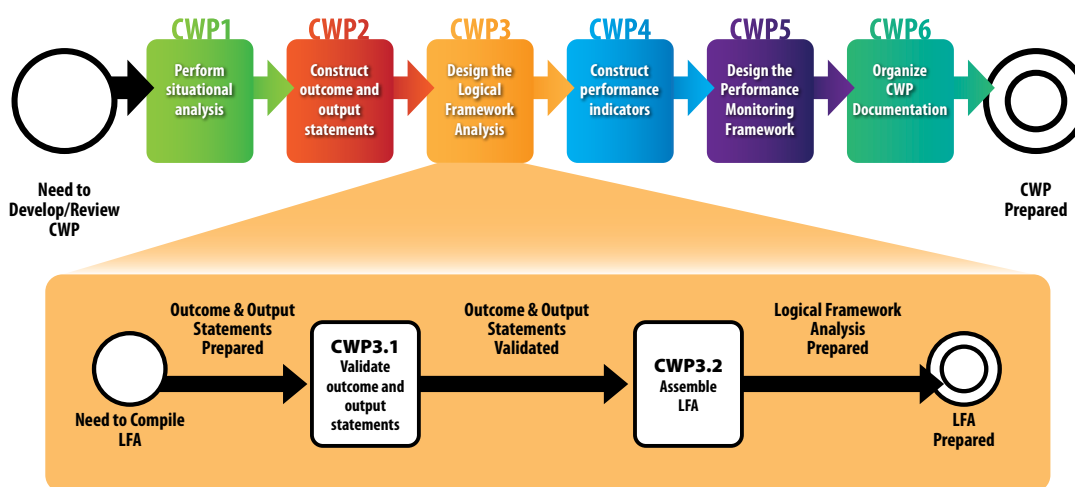 CWP1
CWP2
CWP3
CWP4
CWP5
CWP6
Perform
situational
analysis
Construct
outcome and
output
statements
Design the
Logical
Framework
Analysis
Construct
performance
indicators
Design the
Performance
Monitoring
Framework
Organize
CWP
Documentation
Need to
Develop/Review
CWP
CWP
Prepared
Outcome & Output
Statements
Prepared
Outcome & Output
Statements
Validated
Logical Framework
Analysis
Prepared
CWP3.1
Validate
outcome and
output
statements
CWP3.2
Assemble
LFA
Need to Compile
LFA
LFA
Prepared